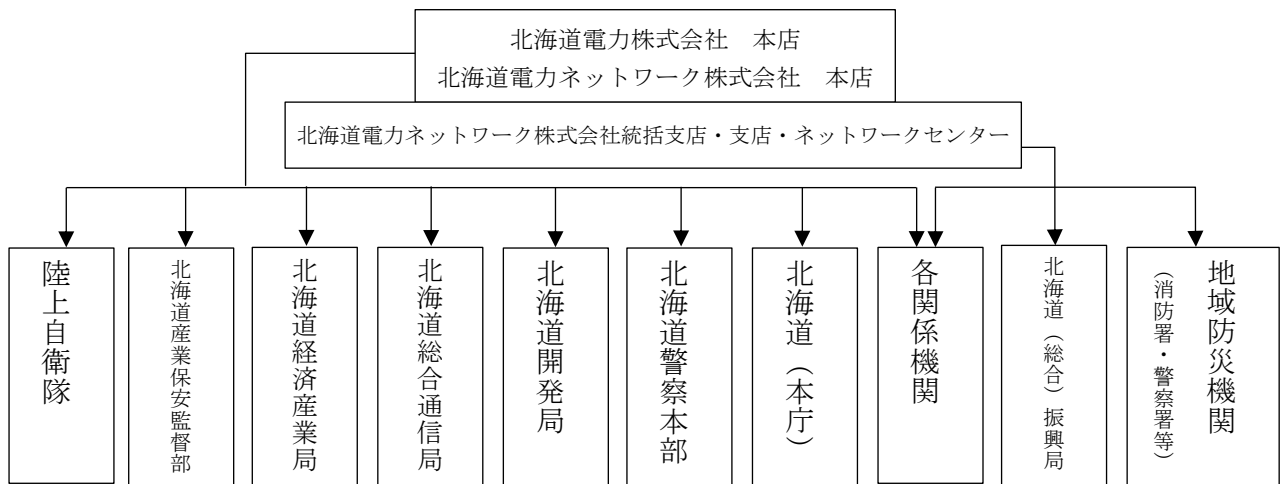 北海道電力株式会社　本店
北海道電力ネットワーク株式会社　本店
北海道電力ネットワーク株式会社統括支店・支店・ネットワークセンター
陸上自衛隊
北海道産業保安監督部
北海道経済産業局
北海道総合通信局
北海道開発局
北海道警察本部
北海道（本庁）
各関係機関
北海道（総合）振興局
地域防災機関
（消防署・警察署等）